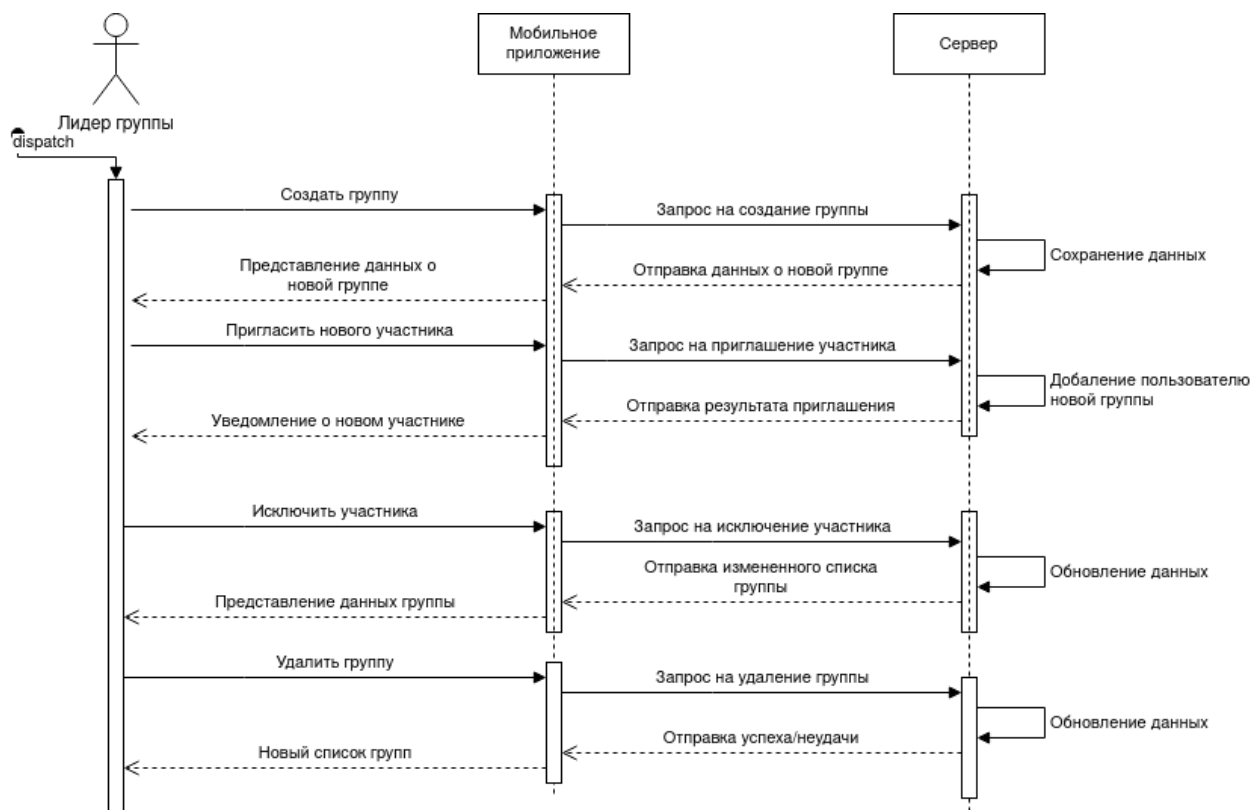 Мобильное
приложение
Сервер
Лидер группы
dispatch
Создать группу
Запрос на создание группы
Сохранение данных
Представление данных о
новой группе
Отправка данных о новой группе
Пригласить нового участника
Запрос на приглашение участника
Добаление пользователю
новой группы
Отправка результата приглашения
Уведомление о новом участнике
Исключить участника
Запрос на исключение участника
Обновление данных
Отправка измененного списка
группы
Представление данных группы
Удалить группу
Запрос на удаление группы
Обновление данных
Отправка успеха/неудачи
Новый список групп